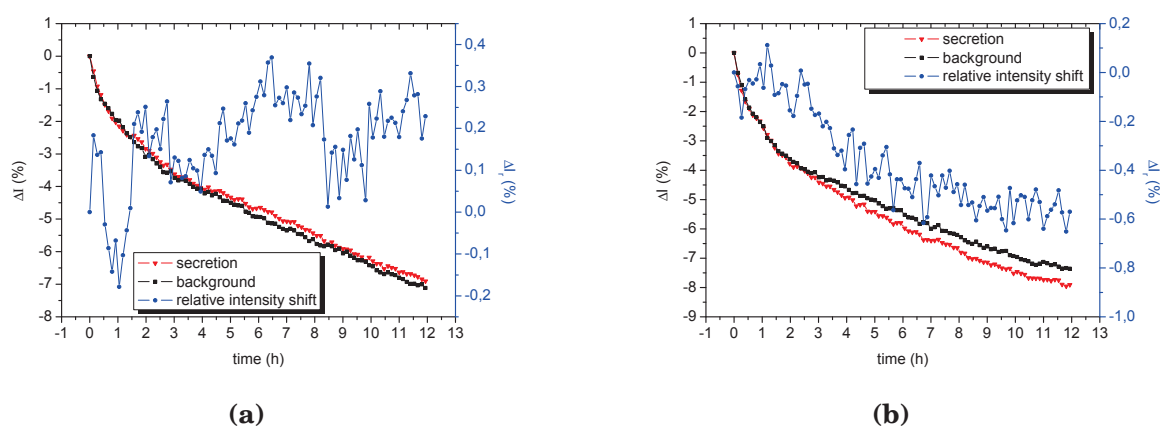 1
0
-1
-2
-3
-4
-5
-6
-7
-8
ΔI (%)
0,4
0,3
0,2
0,1
0,0
-0,1
-0,2
ΔIᵣ (%)
secretion
background
relative intensity shift
-1 0 1 2 3 4 5 6 7 8 9 10 11 12 13
time (h)
(a)
1
0
-1
-2
-3
-4
-5
-6
-7
-8
-9
ΔI (%)
0,2
0,0
-0,2
-0,4
-0,6
-0,8
-1,0
ΔIᵣ (%)
secretion
background
relative intensity shift
-1 0 1 2 3 4 5 6 7 8 9 10 11 12 13
time (h)
(b)